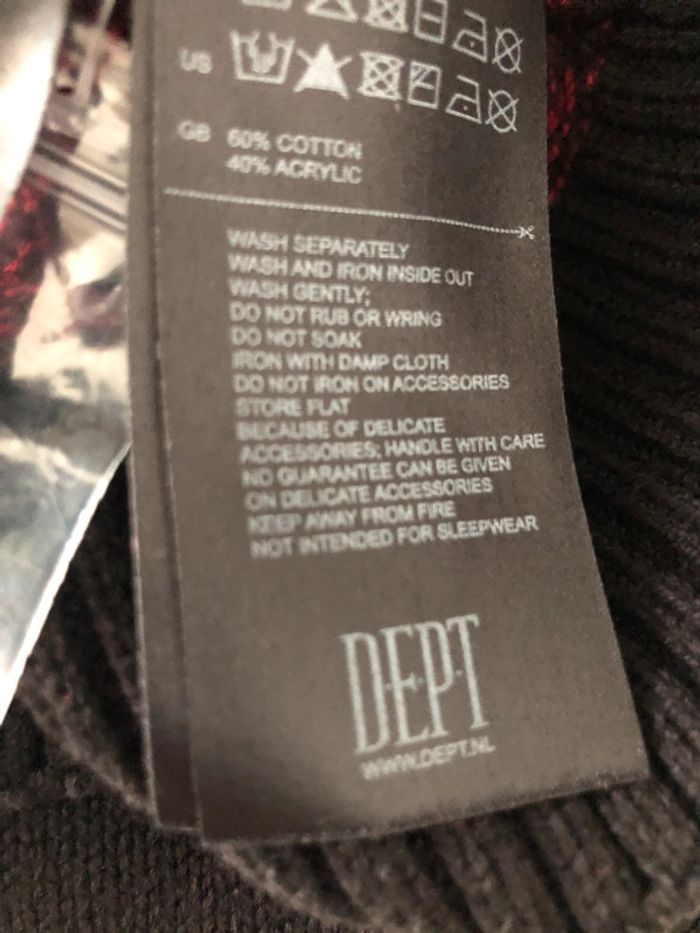 US
GB 60% COTTON
40% ACRYLIC
WASH SEPARATELY
WASH AND IRON INSIDE OUT
WASH GENTLY;
DO NOT RUB OR WRING
DO NOT SOAK
IRON WITH DAMP CLOTH
DO NOT IRON ON ACCESSORIES
STORE FLAT
BECAUSE OF DELICATE
ACCESSORIES; HANDLE WITH CARE
NO GUARANTEE CAN BE GIVEN
ON DELICATE ACCESSORIES
KEEP AWAY FROM FIRE
NOT INTENDED FOR SLEEPWEAR
DEPT
WWW.DEPT.NL